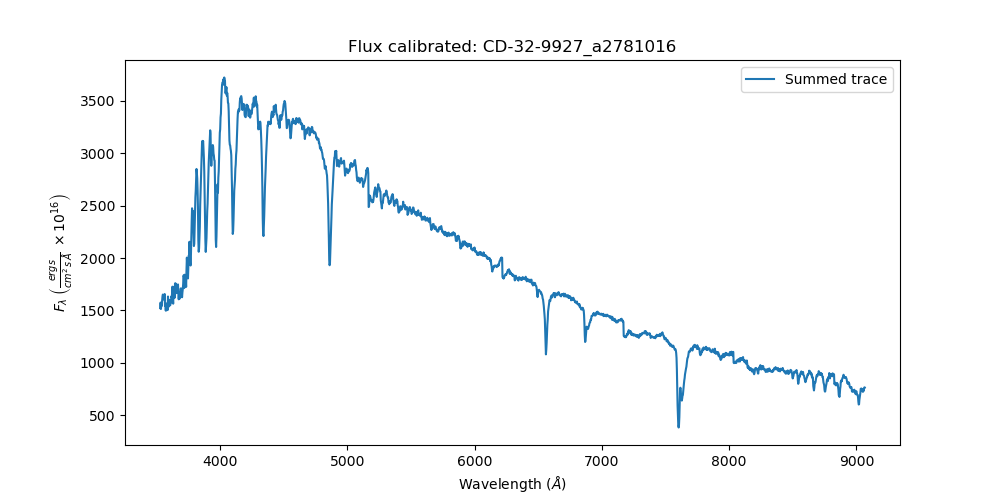 Flux calibrated: CD-32-9927_a2781016
Summed trace
3500
3000
2500
2000
1500
1000
500
F_λ (ergs / cm² s Å × 10¹⁶)
4000 5000 6000 7000 8000 9000
Wavelength (Å)